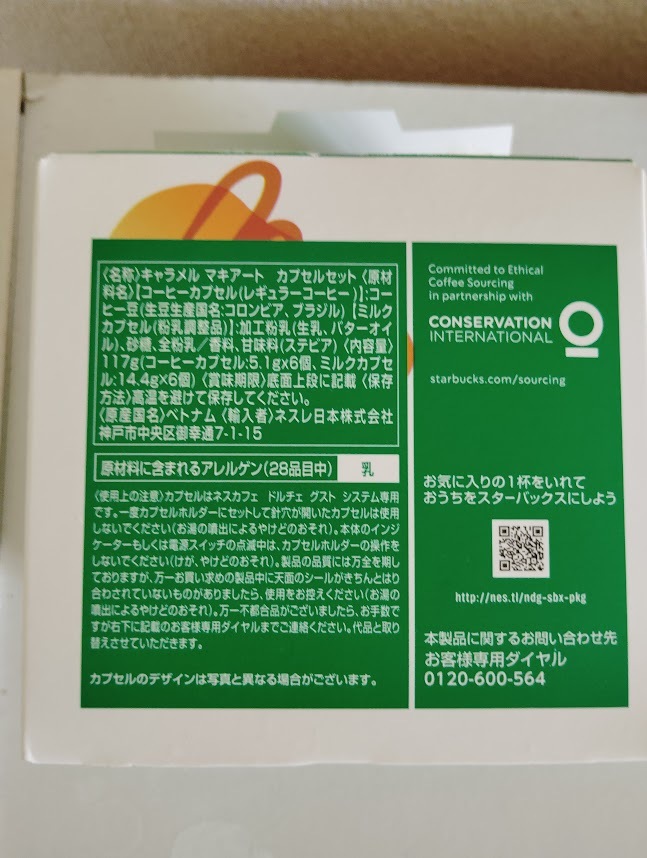 〈名称〉キャラメル マキアート カプセルセット 〈原材
料名〉【コーヒーカプセル(レギュラーコーヒー)】:コー
ヒー豆(生豆生産国名:コロンビア、ブラジル)【ミルク
カプセル(粉乳調整品)】:加工粉乳(生乳、バターオイ
ル)、砂糖、全粉乳／香料、甘味料(ステビア) 〈内容量〉
117g(コーヒーカプセル:5.1g×6個、ミルクカプセ
ル:14.4g×6個) 〈賞味期限〉底面上段に記載 〈保存
方法〉高温を避けて保存してください。
〈原産国名〉ベトナム 〈輸入者〉ネスレ日本株式会社
神戸市中央区御幸通7-1-15
原材料に含まれるアレルゲン(28品目中) 乳
〈使用上の注意〉カプセルはネスカフェ ドルチェ グスト システム専用
です。一度カプセルホルダーにセットして針穴が開いたカプセルは使用
しないでください(お湯の噴出によるやけどのおそれ)。本体のインジ
ケーターもしくは電源スイッチの点滅中は、カプセルホルダーの操作を
しないでください(けが、やけどのおそれ)。製品の品質には万全を期し
ておりますが、万一お買い求めの製品中に天面のシールがきちんとはり
合わされていないものがありましたら、使用をお控えください(お湯の
噴出によるやけどのおそれ)。万一不都合品がございましたら、お手数で
すが右下に記載のお客様専用ダイヤルまでご連絡ください。代品と取り
替えさせていただきます。
カプセルのデザインは写真と異なる場合がございます。
Committed to Ethical
Coffee Sourcing
in partnership with
CONSERVATION
INTERNATIONAL
starbucks.com/sourcing
お気に入りの1杯をいれて
おうちをスターバックスにしよう
http://nes.tl/ndg-sbx-pkg
本製品に関するお問い合わせ先
お客様専用ダイヤル
0120-600-564